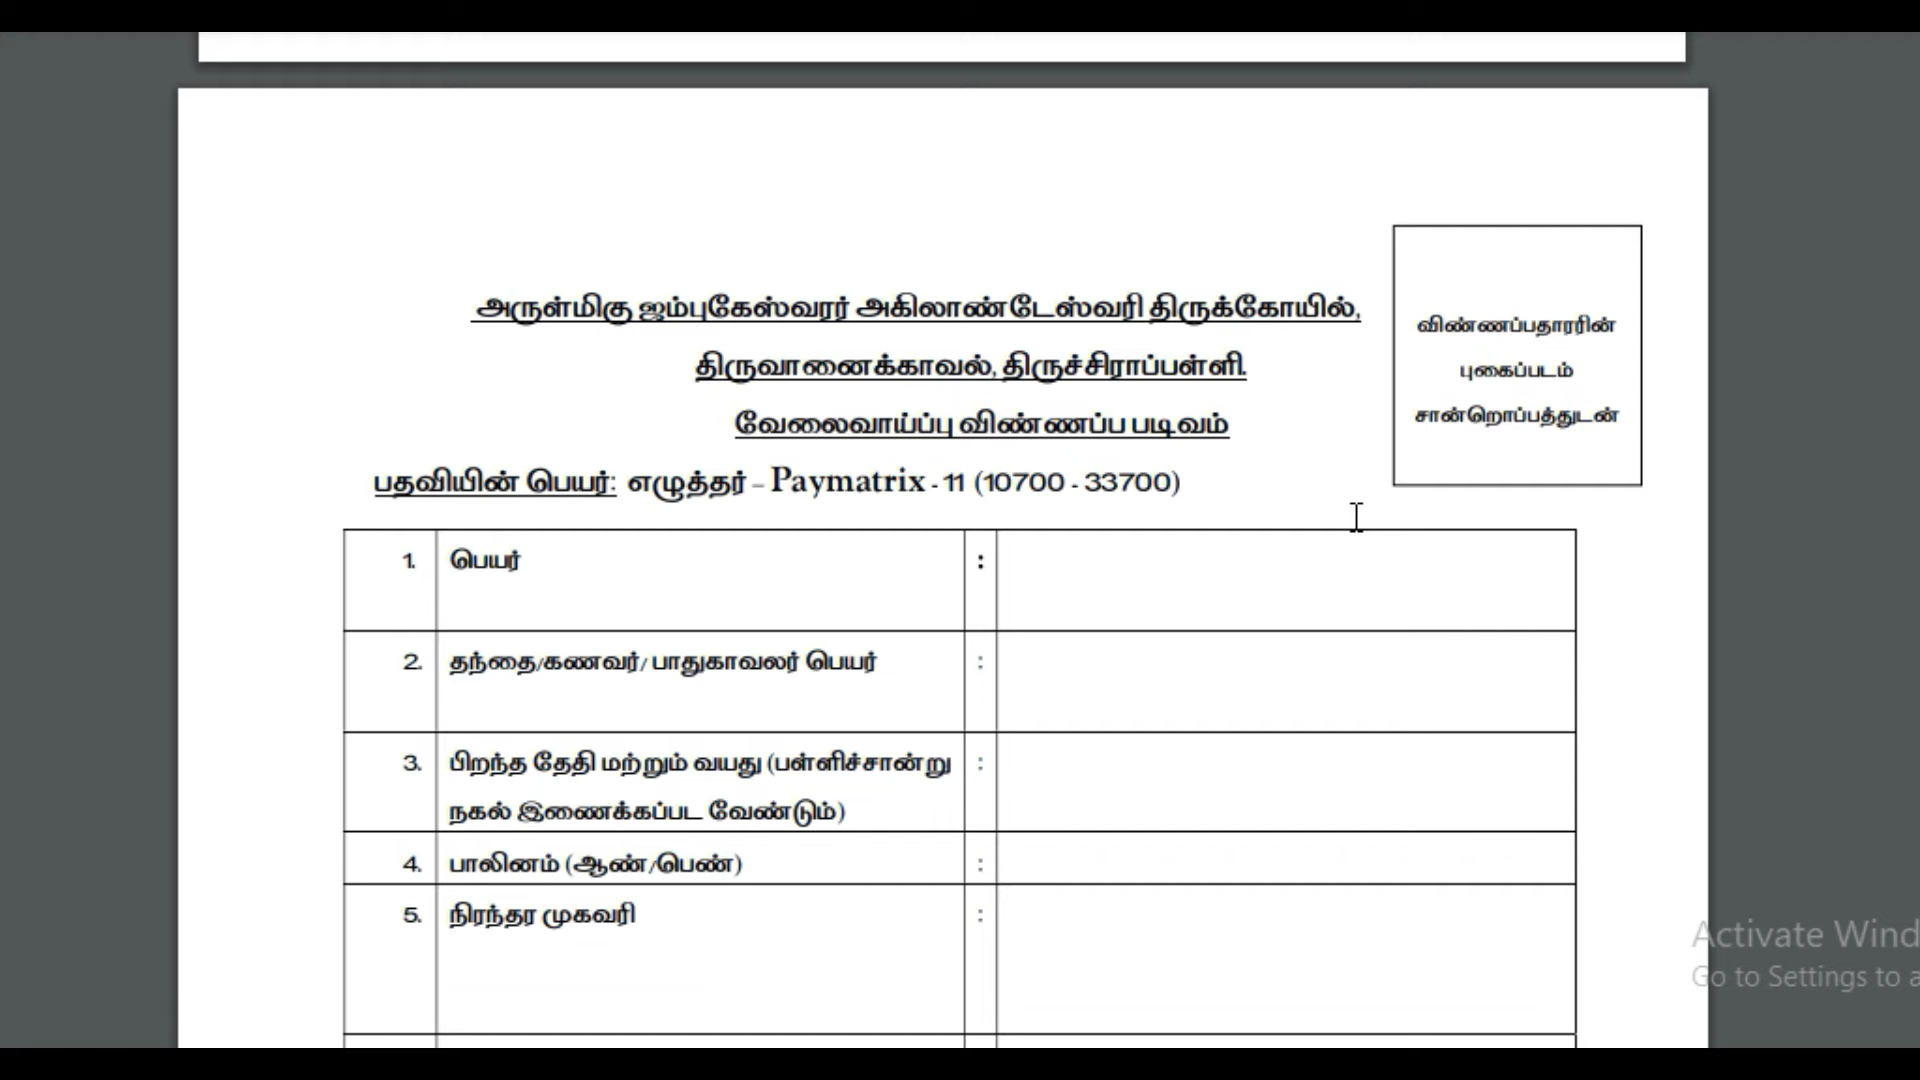 அருள்மிகு ஜம்புகேஸ்வரர் அகிலாண்டேஸ்வரி திருக்கோயில்,
திருவானைக்காவல், திருச்சிராப்பள்ளி.
வேலைவாய்ப்பு விண்ணப்ப படிவம்
விண்ணப்பதாரரின்
புகைப்படம்
சான்றொப்பத்துடன்
பதவியின் பெயர்: எழுத்தர் – Paymatrix - 11 (10700 - 33700)
1. பெயர் :
2. தந்தை/கணவர்/ பாதுகாவலர் பெயர் :
3. பிறந்த தேதி மற்றும் வயது (பள்ளிச்சான்று :
நகல் இணைக்கப்பட வேண்டும்)
4. பாலினம் (ஆண்/பெண்) :
5. நிரந்தர முகவரி :
Activate Wind
Go to Settings to a